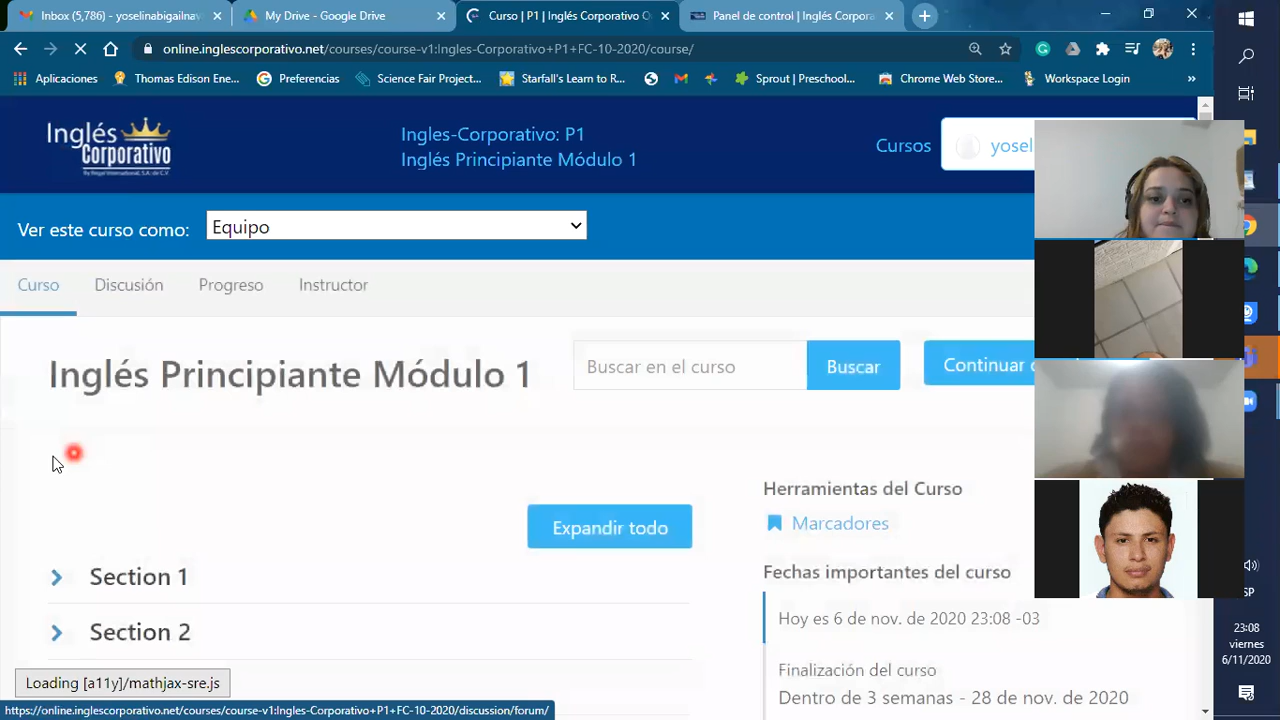 Inbox (5,786) - yoselinabigailnav
My Drive - Google Drive
Curso | P1 | Inglés Corporativo O
Panel de control | Inglés Corpora
online.inglescorporativo.net/courses/course-v1:Ingles-Corporativo+P1+FC-10-2020/course/
Aplicaciones
Thomas Edison Ene...
Preferencias
Science Fair Project...
Starfall's Learn to R...
Sprout | Preschool...
Chrome Web Store...
Workspace Login
»
Inglés
Corporativo
Ingles-Corporativo: P1
Inglés Principiante Módulo 1
Cursos
yosel
Ver este curso como:
Equipo
Curso
Discusión
Progreso
Instructor
Inglés Principiante Módulo 1
Buscar en el curso
Buscar
Continuar
Expandir todo
Section 1
Section 2
Herramientas del Curso
Marcadores
Fechas importantes del curso
Hoy es 6 de nov. de 2020 23:08 -03
Finalización del curso
Dentro de 3 semanas - 28 de nov. de 2020
Loading [a11y]/mathjax-sre.js
https://online.inglescorporativo.net/courses/course-v1:Ingles-Corporativo+P1+FC-10-2020/discussion/forum/
SP
23:08
viernes
6/11/2020